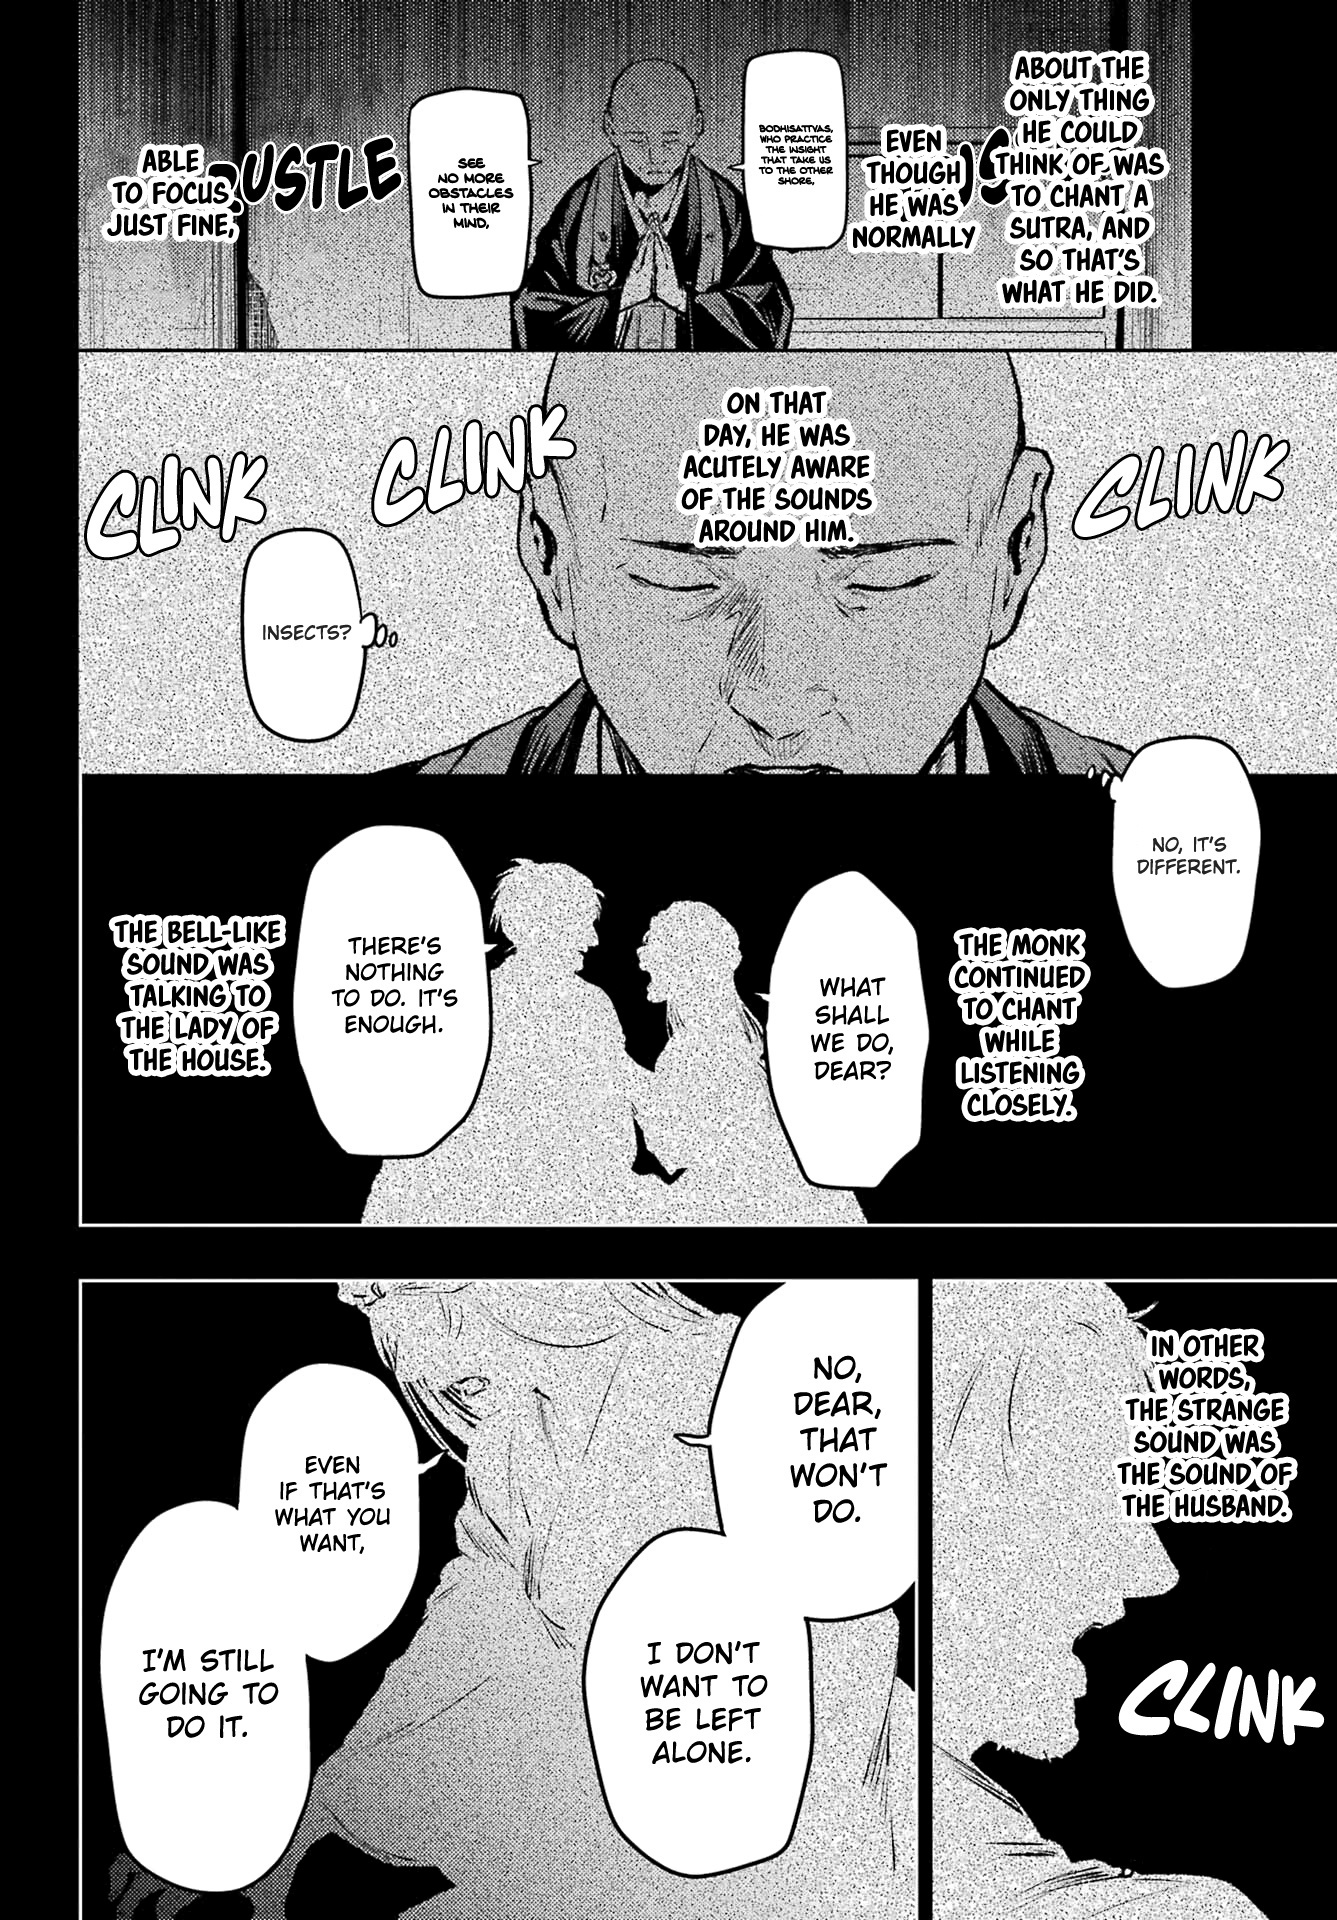 ABOUT THE
ONLY THING
HE COULD
THINK OF WAS
TO CHANT A
SUTRA, AND
SO THAT'S
WHAT HE DID.
EVEN
THOUGH
HE WAS
NORMALLY
BODHISATTVAS,
WHO PRACTICE
THE INSIGHT
THAT TAKE US
TO THE OTHER
SHORE,
SEE
NO MORE
OBSTACLES
IN THEIR
MIND,
RUSTLE
ABLE
TO FOCUS
JUST FINE,
ON THAT
DAY, HE WAS
ACUTELY AWARE
OF THE SOUNDS
AROUND HIM.
CLINK
CLINK
CLINK
INSECTS?
NO, IT'S
DIFFERENT.
THE MONK
CONTINUED
TO CHANT
WHILE
LISTENING
CLOSELY.
WHAT
SHALL
WE DO,
DEAR?
THERE'S
NOTHING
TO DO. IT'S
ENOUGH.
THE BELL-LIKE
SOUND WAS
TALKING TO
THE LADY OF
THE HOUSE.
IN OTHER
WORDS,
THE STRANGE
SOUND WAS
THE SOUND OF
THE HUSBAND.
CLINK
NO,
DEAR,
THAT
WON'T
DO.
I DON'T
WANT TO
BE LEFT
ALONE.
EVEN
IF THAT'S
WHAT YOU
WANT,
I'M STILL
GOING TO
DO IT.